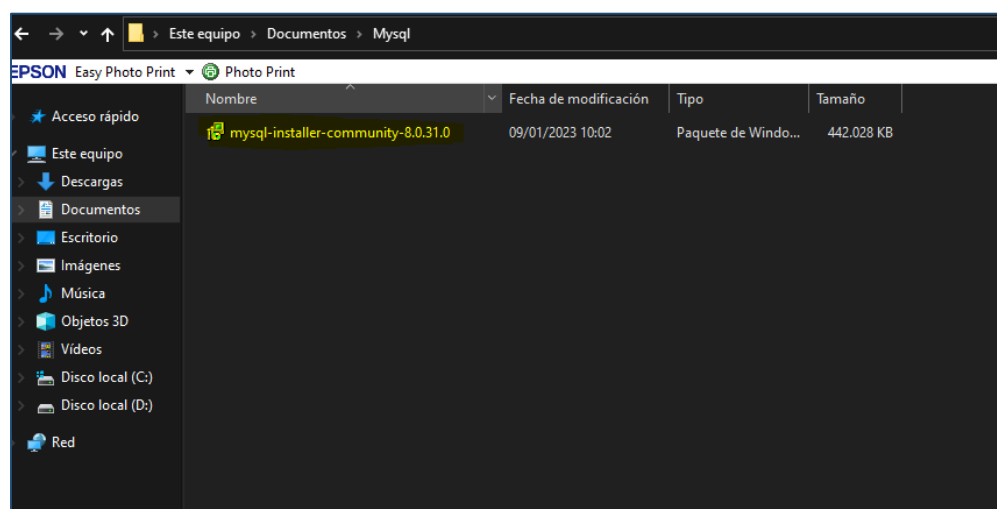 Este equipo > Documentos > Mysql
EPSON Easy Photo Print Photo Print
Nombre Fecha de modificación Tipo Tamaño
mysql-installer-community-8.0.31.0 09/01/2023 10:02 Paquete de Windo... 442.028 KB
Acceso rápido
Este equipo
Descargas
Documentos
Escritorio
Imágenes
Música
Objetos 3D
Vídeos
Disco local (C:)
Disco local (D:)
Red